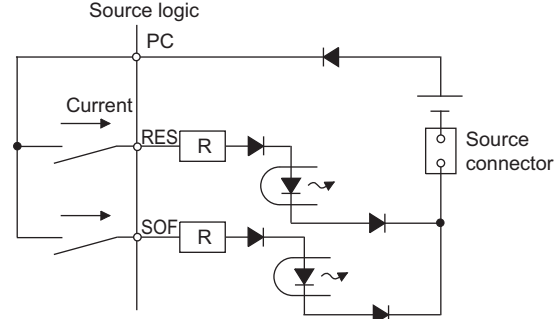 Source logic
PC
Current
RES
R
Source
connector
SOF
R